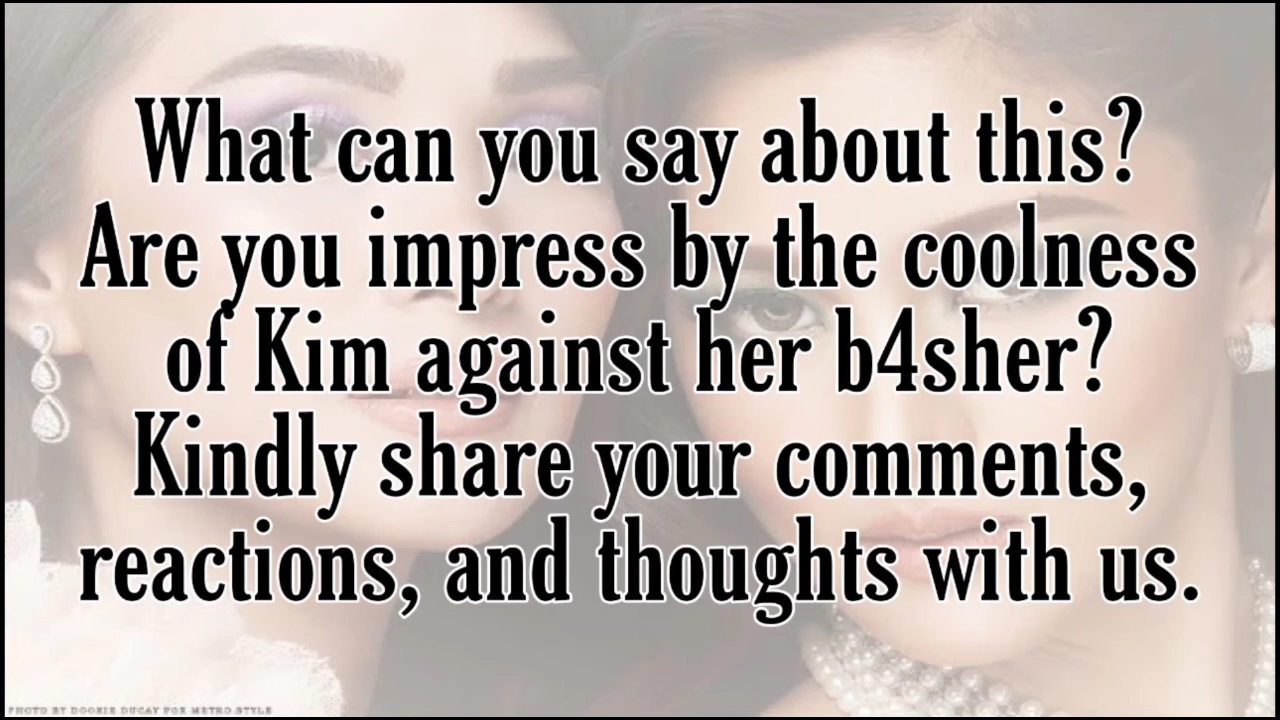 What can you say about this?
Are you impress by the coolness
of Kim against her b4sher?
Kindly share your comments,
reactions, and thoughts with us.
PHOTO BY DOOKIE DUCAY FOR METRO.STYLE